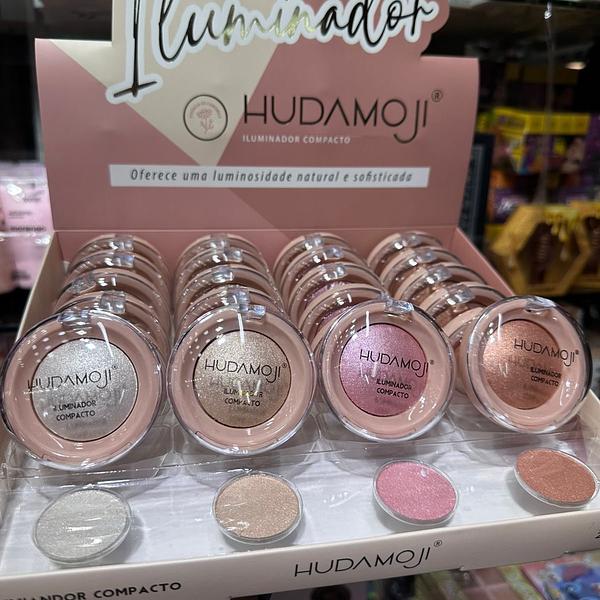 Iluminador
HUDAMOJI®
ILUMINADOR COMPACTO
Oferece uma luminosidade natural e sofisticada
HUDAMOJI®
ILUMINADOR
COMPACTO
HUDAMOJI®
ILUMINADOR
COMPACTO
HUDAMOJI®
ILUMINADOR
COMPACTO
HUDAMOJI®
ILUMINADOR
COMPACTO
HUDAMOJI®
COMPACTO